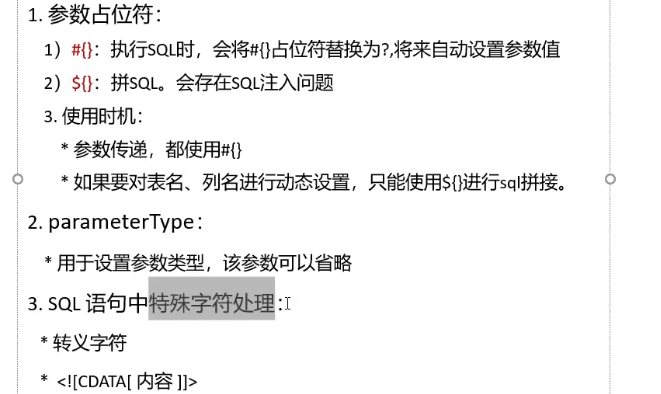 1. 参数占位符：
1）#{}：执行SQL时，会将#{}占位符替换为?,将来自动设置参数值
2）${}：拼SQL。会存在SQL注入问题
3. 使用时机：
* 参数传递，都使用#{}
* 如果要对表名、列名进行动态设置，只能使用${}进行sql拼接。
2. parameterType：
* 用于设置参数类型，该参数可以省略
3. SQL 语句中特殊字符处理：
* 转义字符
* <![CDATA[ 内容 ]]>